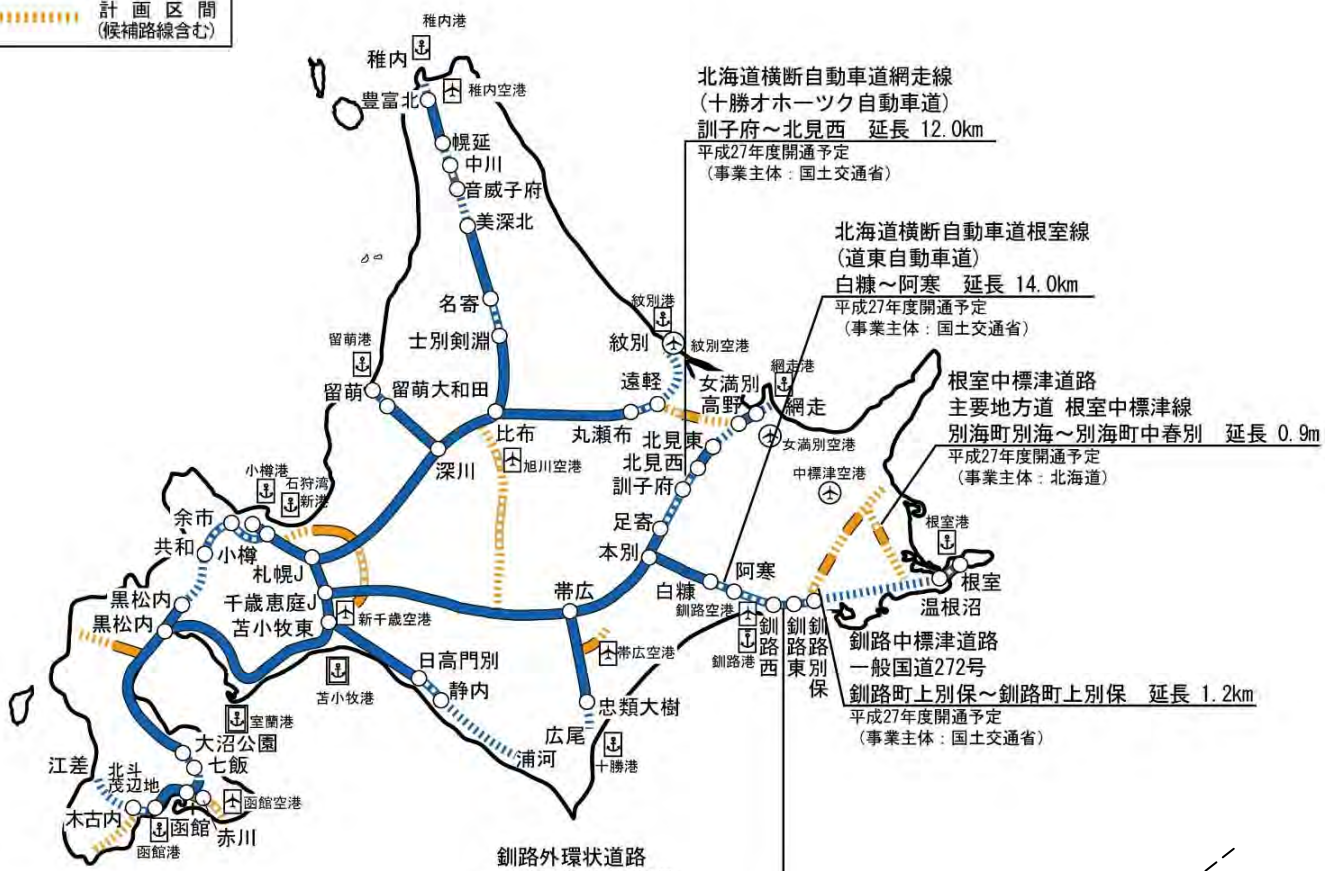 計画区間
(候補路線含む)
稚内港
稚内
稚内空港
豊富北
幌延
中川
音威子府
美深北
名寄
士別剣淵
北海道横断自動車道網走線
(十勝オホーツク自動車道)
訓子府～北見西　延長 12.0km
平成27年度開通予定
(事業主体：国土交通省)
北海道横断自動車道根室線
(道東自動車道)
白糠～阿寒　延長 14.0km
平成27年度開通予定
(事業主体：国土交通省)
紋別港
紋別
紋別空港
留萌港
留萌
留萌大和田
遠軽
女満別
高野
網走港
網走
根室中標津道路
主要地方道 根室中標津線
別海町別海～別海町中春別　延長 0.9m
平成27年度開通予定
(事業主体：北海道)
比布
丸瀬布
北見東
女満別空港
深川
旭川空港
北見西
中標津空港
訓子府
小樽港
石狩湾
新港
余市
足寄
根室港
共和
小樽
札幌J
本別
阿寒
白糠
帯広
根室
温根沼
黒松内
千歳恵庭J
新千歳空港
釧路空港
黒松内
苫小牧東
釧路港
釧路西
釧路東
釧路別保
釧路中標津道路
一般国道272号
釧路町上別保～釧路町上別保　延長 1.2km
平成27年度開通予定
(事業主体：国土交通省)
帯広空港
苫小牧港
日高門別
静内
忠類大樹
室蘭港
広尾
大沼公園
浦河
十勝港
江差
北斗
茂辺地
七飯
函館空港
木古内
函館
赤川
函館港
釧路外環状道路